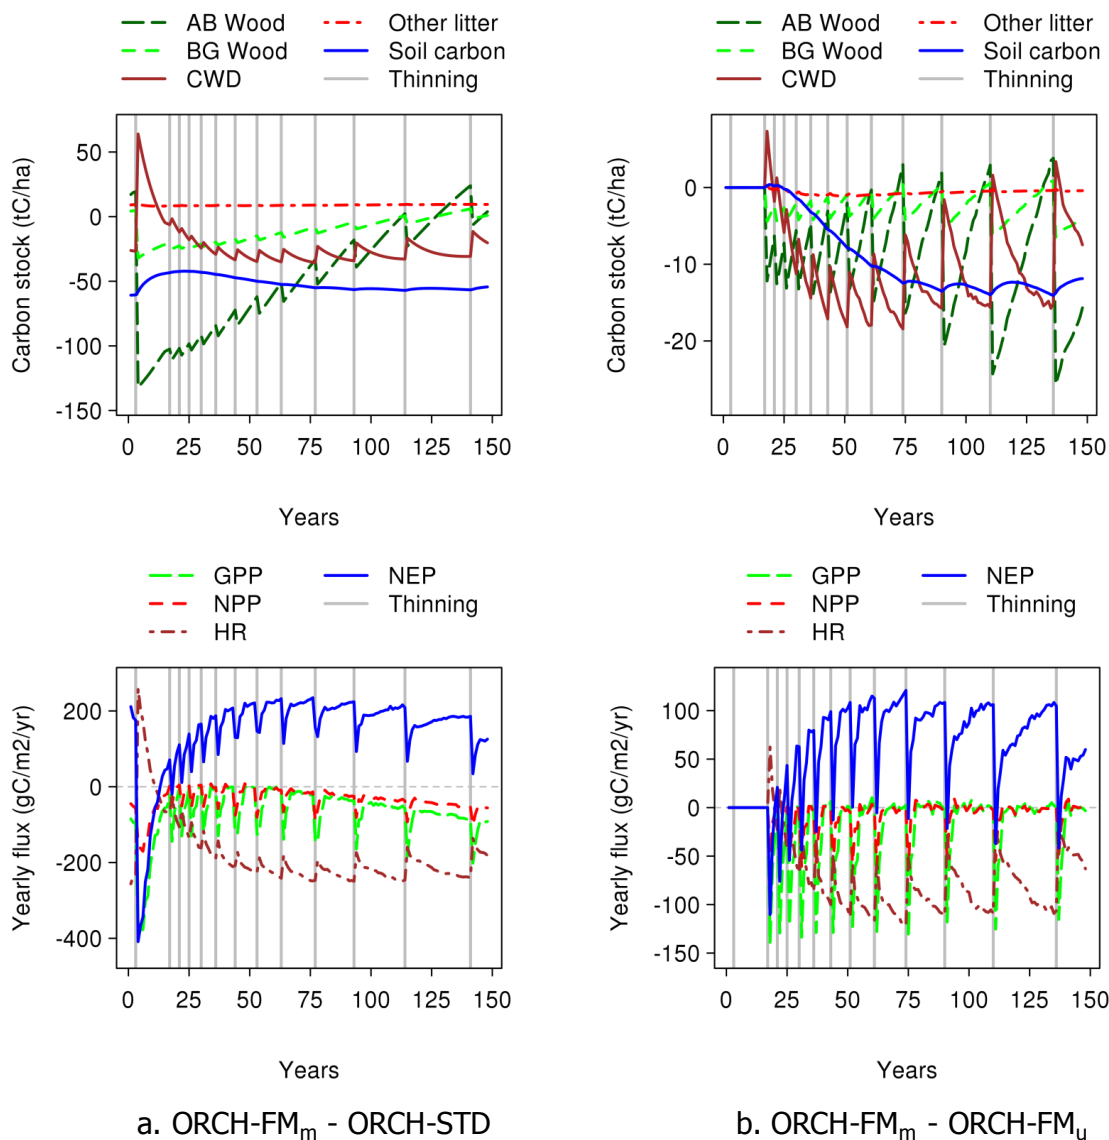 AB Wood Other litter
BG Wood Soil carbon
CWD Thinning
Carbon stock (tC/ha)
50
0
-50
-100
-150
0 25 50 75 100 125 150
Years
AB Wood Other litter
BG Wood Soil carbon
CWD Thinning
Carbon stock (tC/ha)
0
-10
-20
0 25 50 75 100 125 150
Years
GPP NEP
NPP Thinning
HR
Yearly flux (gC/m2/yr)
200
0
-200
-400
0 25 50 75 100 125 150
Years
GPP NEP
NPP Thinning
HR
Yearly flux (gC/m2/yr)
100
50
0
-50
-100
-150
0 25 50 75 100 125 150
Years
a. ORCH-FMm - ORCH-STD
b. ORCH-FMm - ORCH-FMu